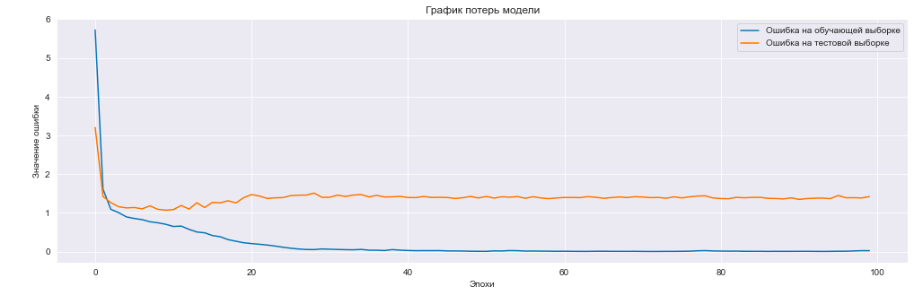 График потерь модели
Ошибка на обучающей выборке
Ошибка на тестовой выборке
Значение ошибки
6
5
4
3
2
1
0
0 20 40 60 80 100
Эпохи